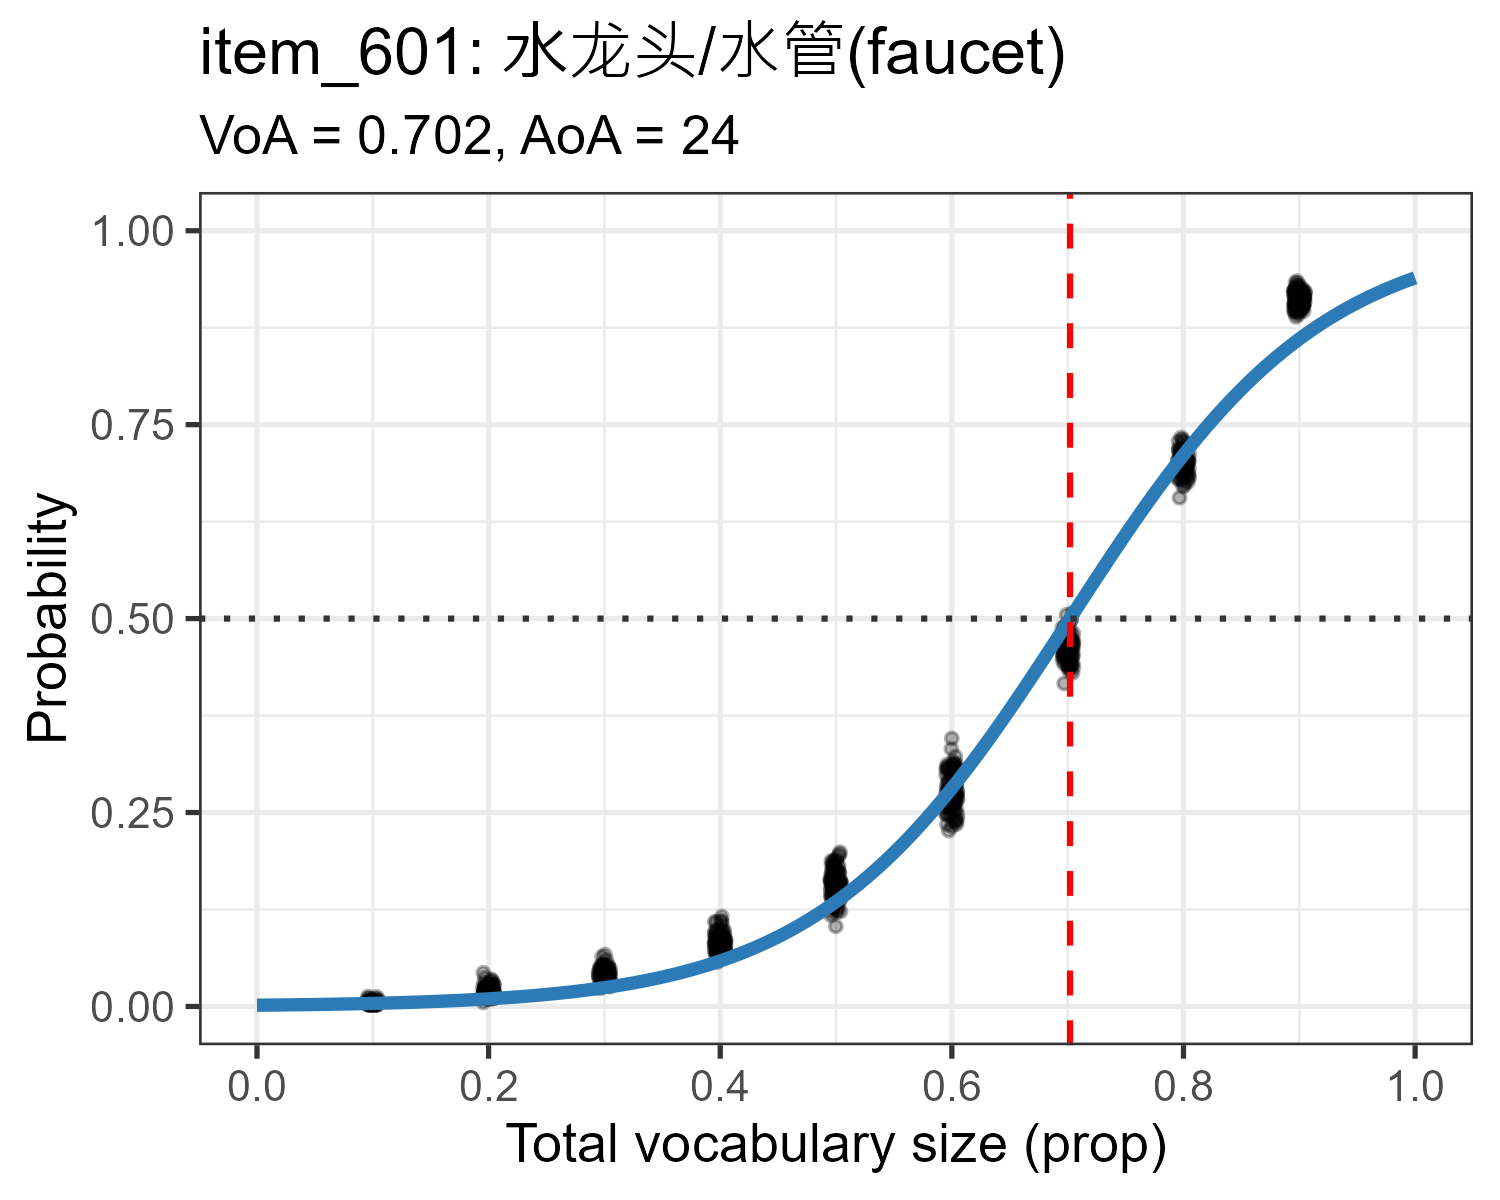 item_601: 水龙头/水管(faucet)
VoA = 0.702, AoA = 24
1.00
0.75
0.50
0.25
0.00
Probability
0.0 0.2 0.4 0.6 0.8 1.0
Total vocabulary size (prop)